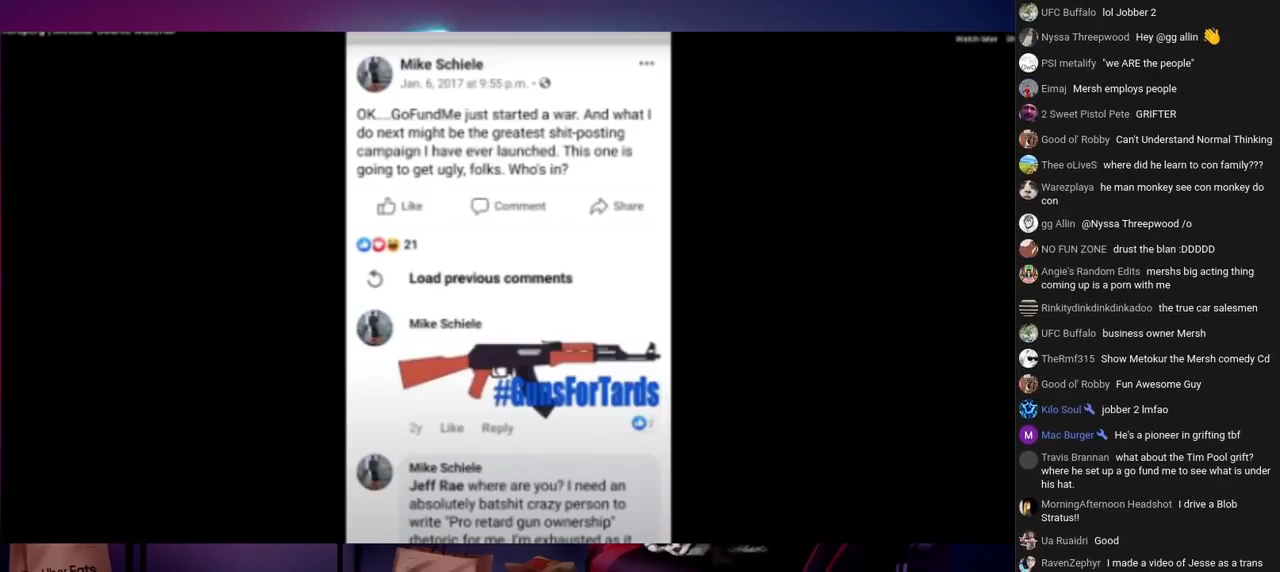 Watch later
Mike Schiele
Jan. 6, 2017 at 9:55 p.m. •
OK....GoFundMe just started a war. And what I
do next might be the greatest shit-posting
campaign I have ever launched. This one is
going to get ugly, folks. Who's in?
Like Comment Share
21
Load previous comments
Mike Schiele
#GunsForTards
2y Like Reply
2
Mike Schiele
Jeff Rae where are you? I need an
absolutely batshit crazy person to
write "Pro retard gun ownership"
rhetoric for me. I'm exhausted as it
Uber Eats
UFC Buffalo lol Jobber 2
Nyssa Threepwood Hey @gg allin 👋
PSI metalify "we ARE the people"
Eimaj Mersh employs people
2 Sweet Pistol Pete GRIFTER
Good ol' Robby Can't Understand Normal Thinking
Thee oLiveS where did he learn to con family???
Warezplaya he man monkey see con monkey do
con
gg Allin @Nyssa Threepwood /o
NO FUN ZONE drust the blan :DDDDD
Angie's Random Edits mershs big acting thing
coming up is a porn with me
Rinkitydinkdinkdinkadoo the true car salesmen
UFC Buffalo business owner Mersh
TheRmf315 Show Metokur the Mersh comedy Cd
Good ol' Robby Fun Awesome Guy
Kilo Soul jobber 2 lmfao
M Mac Burger He's a pioneer in grifting tbf
Travis Brannan what about the Tim Pool grift?
where he set up a go fund me to see what is under
his hat.
MorningAfternoon Headshot I drive a Blob
Stratus!!
Ua Ruaidri Good
RavenZephyr I made a video of Jesse as a trans